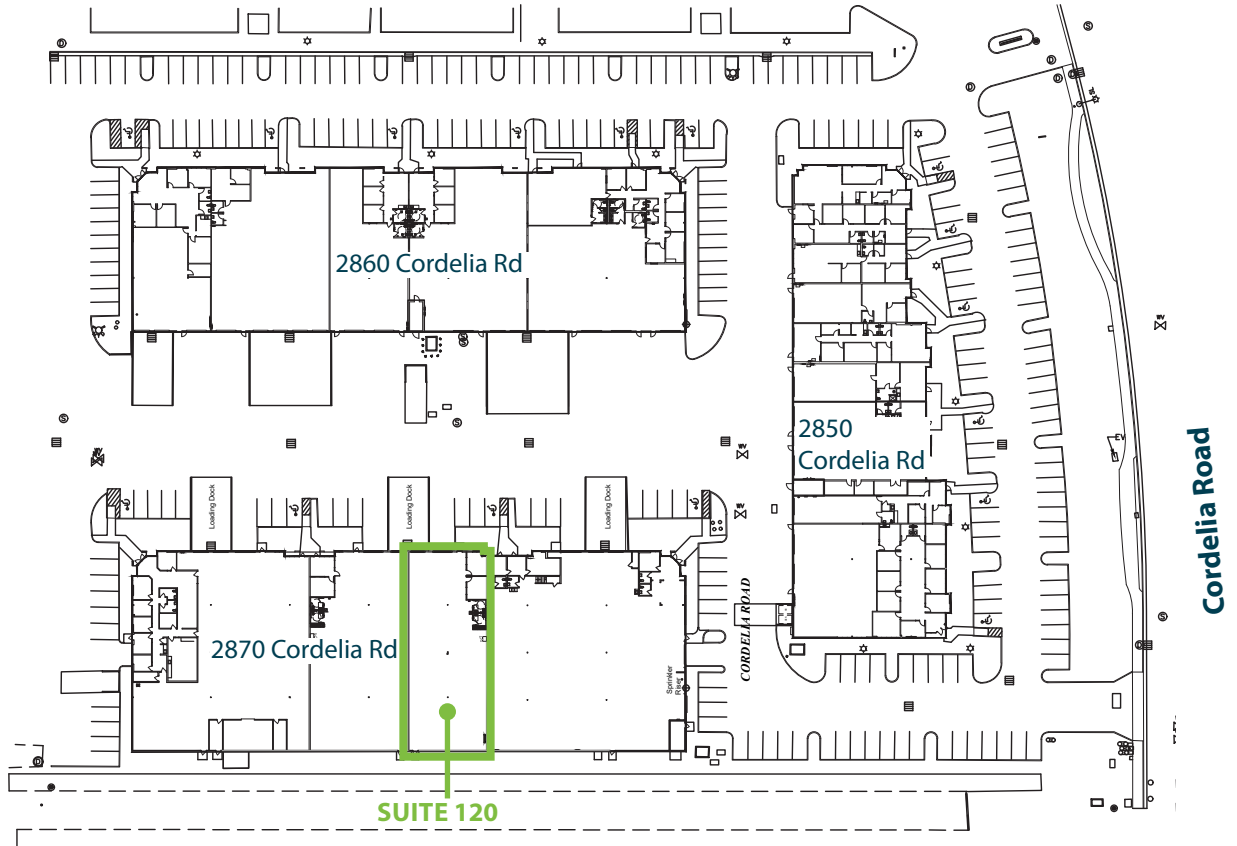 2860 Cordelia Rd
2850
Cordelia Rd
Cordelia Road
Loading Dock
Loading Dock
Loading Dock
CORDELIA ROAD
2870 Cordelia Rd
Sprinkler
Riser
SUITE 120
D
D
D
D
S
S
S
S
EV